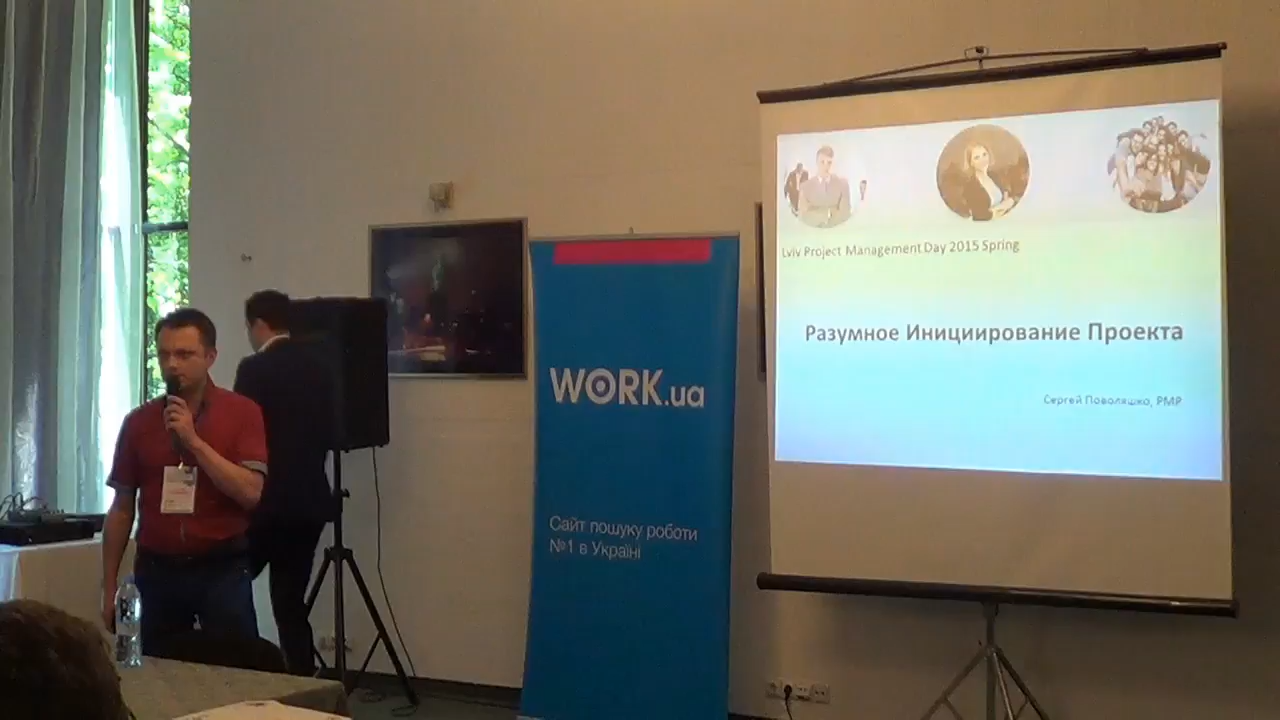 WORK.ua
Сайт пошуку роботи
№1 в Україні
Lviv Project Management Day 2015 Spring
Разумное Инициирование Проекта
Сергей Поволяшко, PMP